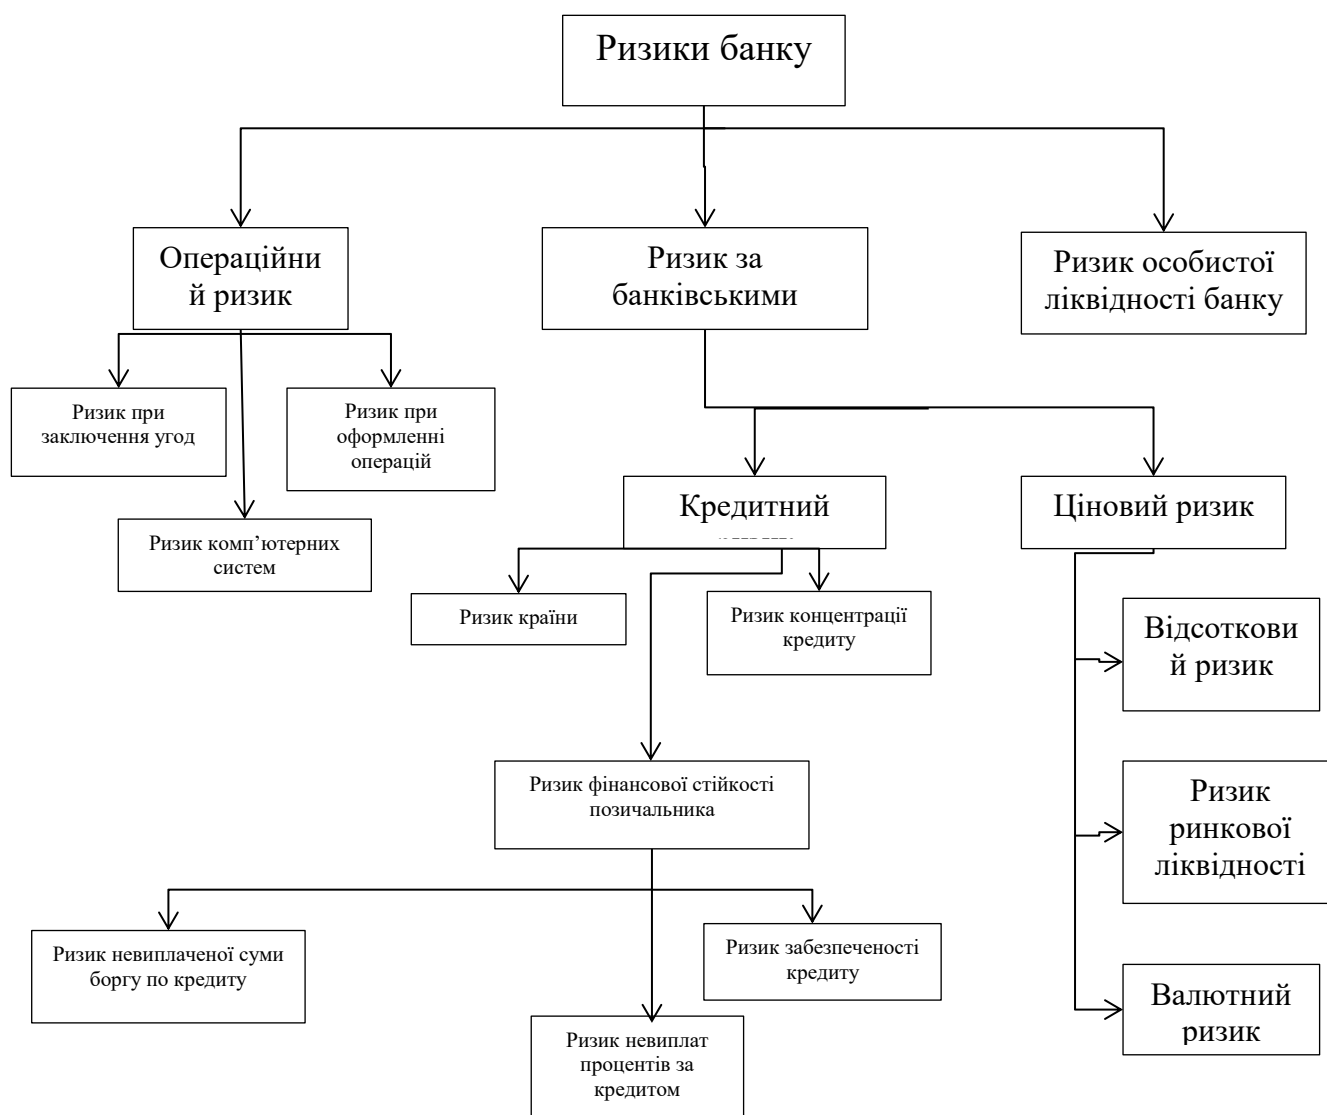 Ризики банку
Операційни
й ризик
Ризик за
банківськими
Ризик особистої
ліквідності банку
Ризик при
заключення угод
Ризик при
оформленні
операцій
Ризик комп’ютерних
систем
Кредитний
Ціновий ризик
Ризик країни
Ризик концентрації
кредиту
Відсоткови
й ризик
Ризик фінансової стійкості
позичальника
Ризик
ринкової
ліквідності
Ризик невиплаченої суми
боргу по кредиту
Ризик забезпеченості
кредиту
Ризик невиплат
процентів за
кредитом
Валютний
ризик